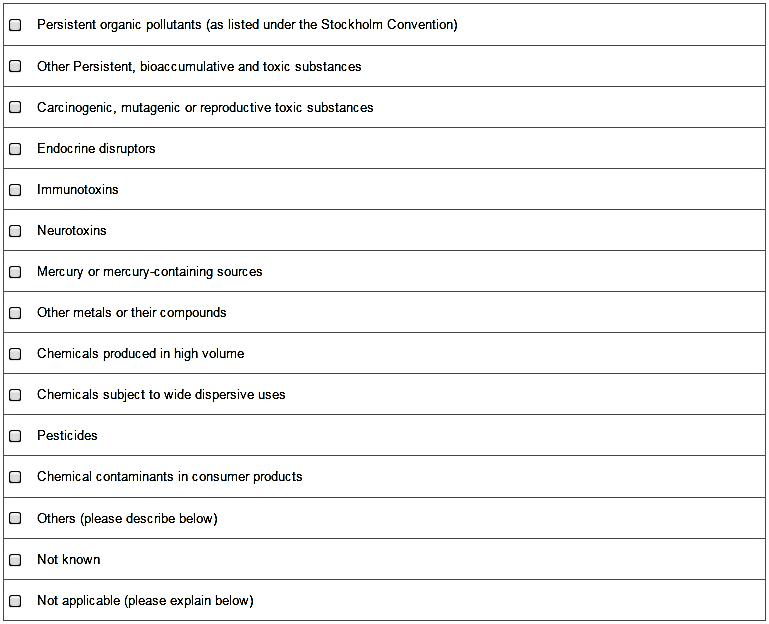 Persistent organic pollutants (as listed under the Stockholm Convention)
Other Persistent, bioaccumulative and toxic substances
Carcinogenic, mutagenic or reproductive toxic substances
Endocrine disruptors
Immunotoxins
Neurotoxins
Mercury or mercury-containing sources
Other metals or their compounds
Chemicals produced in high volume
Chemicals subject to wide dispersive uses
Pesticides
Chemical contaminants in consumer products
Others (please describe below)
Not known
Not applicable (please explain below)